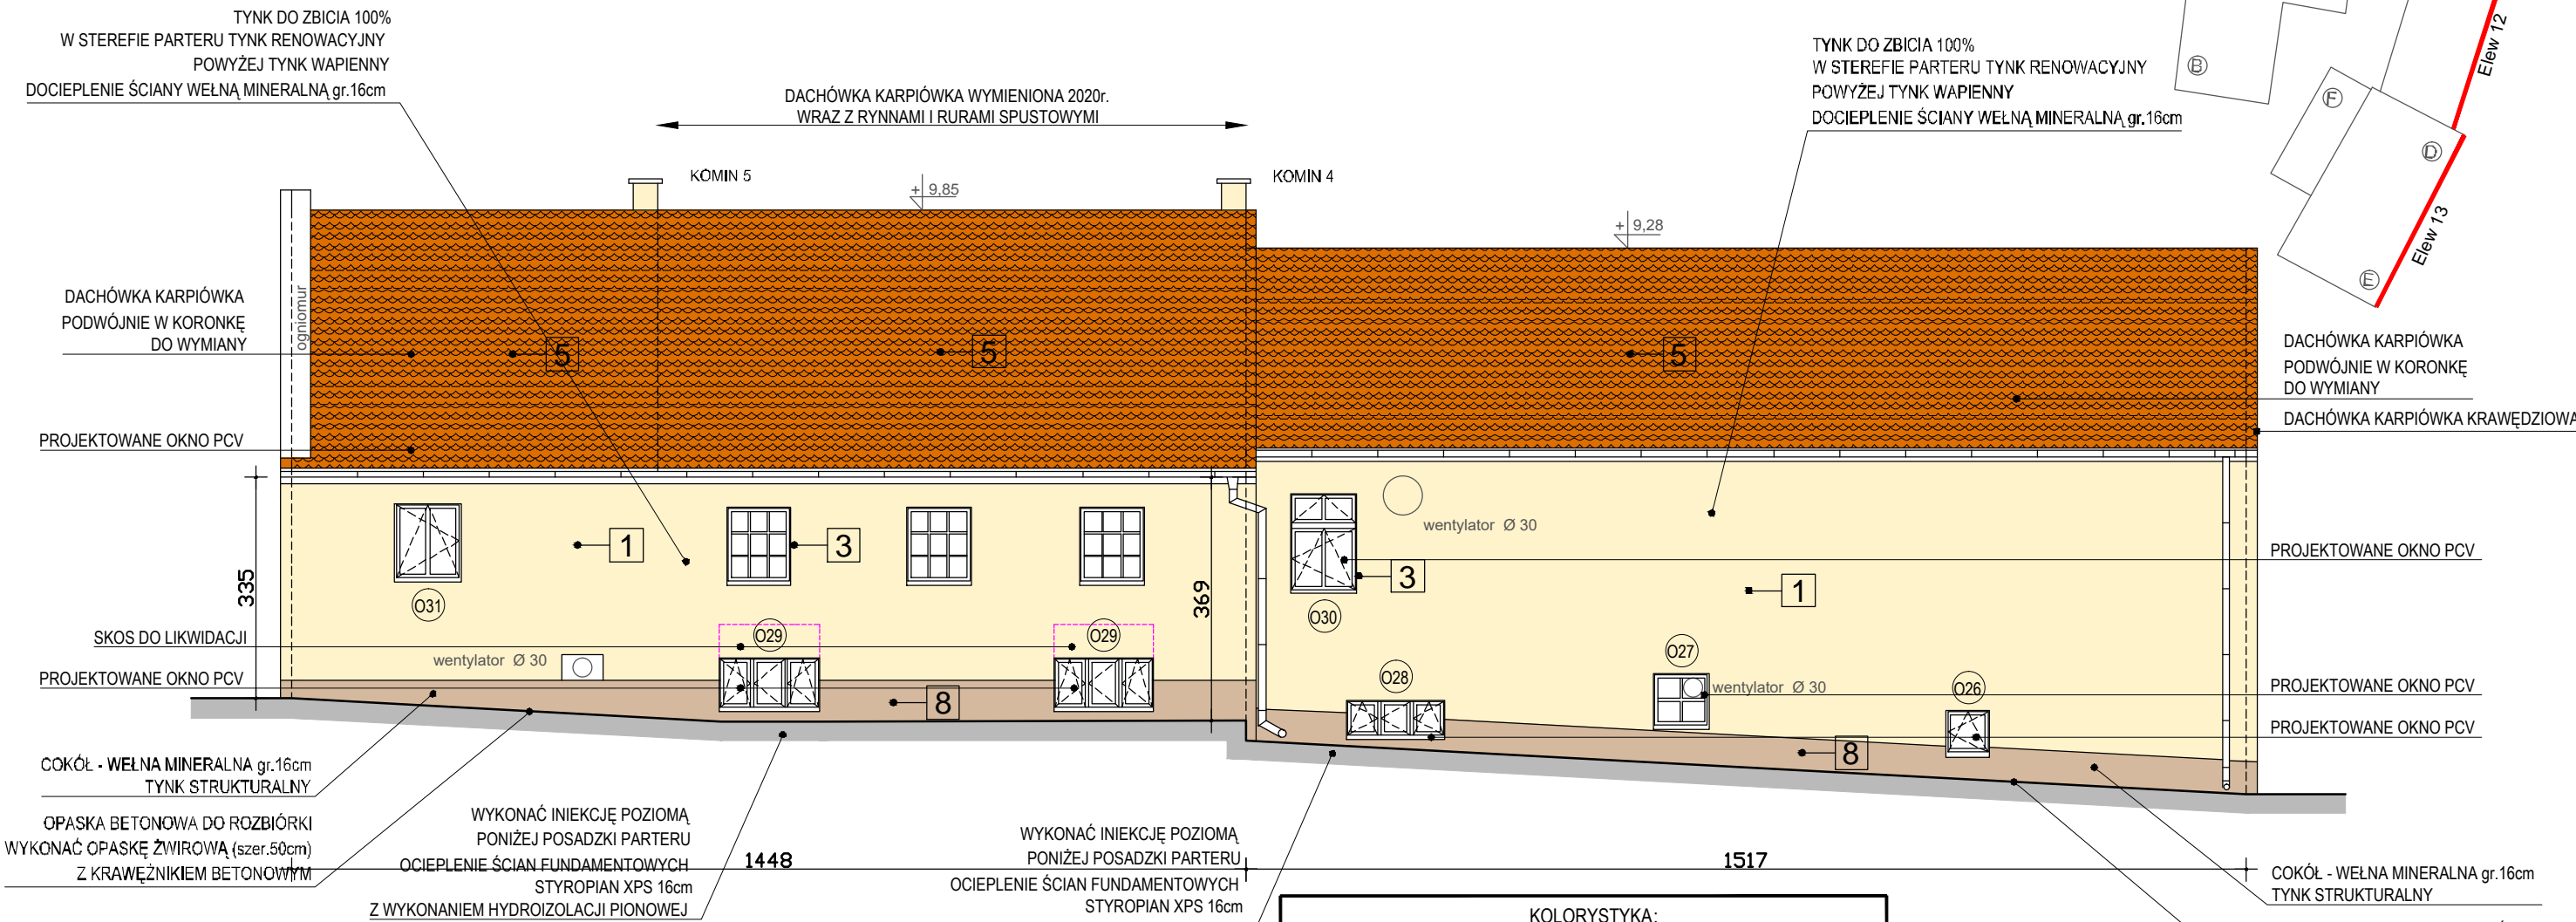 TYNK DO ZBICIA 100%
W STEREFIE PARTERU TYNK RENOWACYJNY
POWYŻEJ TYNK WAPIENNY
DOCIEPLENIE ŚCIANY WEŁNĄ MINERALNĄ gr.16cm
DACHÓWKA KARPIÓWKA WYMIENIONA 2020r.
WRAZ Z RYNNAMI I RURAMI SPUSTOWYMI
TYNK DO ZBICIA 100%
W STEREFIE PARTERU TYNK RENOWACYJNY
POWYŻEJ TYNK WAPIENNY
DOCIEPLENIE ŚCIANY WEŁNĄ MINERALNĄ gr.16cm
Elew 12
B
F
D
E
Elew 13
KOMIN 5
+ 9,85
KOMIN 4
+ 9,28
DACHÓWKA KARPIÓWKA
PODWÓJNIE W KORONKĘ
DO WYMIANY
ogniomur
5
5
5
DACHÓWKA KARPIÓWKA
PODWÓJNIE W KORONKĘ
DO WYMIANY
DACHÓWKA KARPIÓWKA KRAWĘDZIOWA
PROJEKTOWANE OKNO PCV
335
1
3
369
wentylator Ø 30
3
1
PROJEKTOWANE OKNO PCV
O31
O30
SKOS DO LIKWIDACJI
O29
O29
wentylator Ø 30
PROJEKTOWANE OKNO PCV
8
O28
O27
wentylator Ø 30
O26
8
PROJEKTOWANE OKNO PCV
PROJEKTOWANE OKNO PCV
COKÓŁ - WEŁNA MINERALNA gr.16cm
TYNK STRUKTURALNY
OPASKA BETONOWA DO ROZBIÓRKI
WYKONAĆ OPASKĘ ŻWIROWĄ (szer.50cm)
Z KRAWĘŻNIKIEM BETONOWYM
WYKONAĆ INIEKCJĘ POZIOMĄ
PONIŻEJ POSADZKI PARTERU
OCIEPLENIE ŚCIAN FUNDAMENTOWYCH
STYROPIAN XPS 16cm
Z WYKONANIEM HYDROIZOLACJI PIONOWEJ
1448
WYKONAĆ INIEKCJĘ POZIOMĄ
PONIŻEJ POSADZKI PARTERU
OCIEPLENIE ŚCIAN FUNDAMENTOWYCH
STYROPIAN XPS 16cm
1517
KOLORYSTYKA:
COKÓŁ - WEŁNA MINERALNA gr.16cm
TYNK STRUKTURALNY